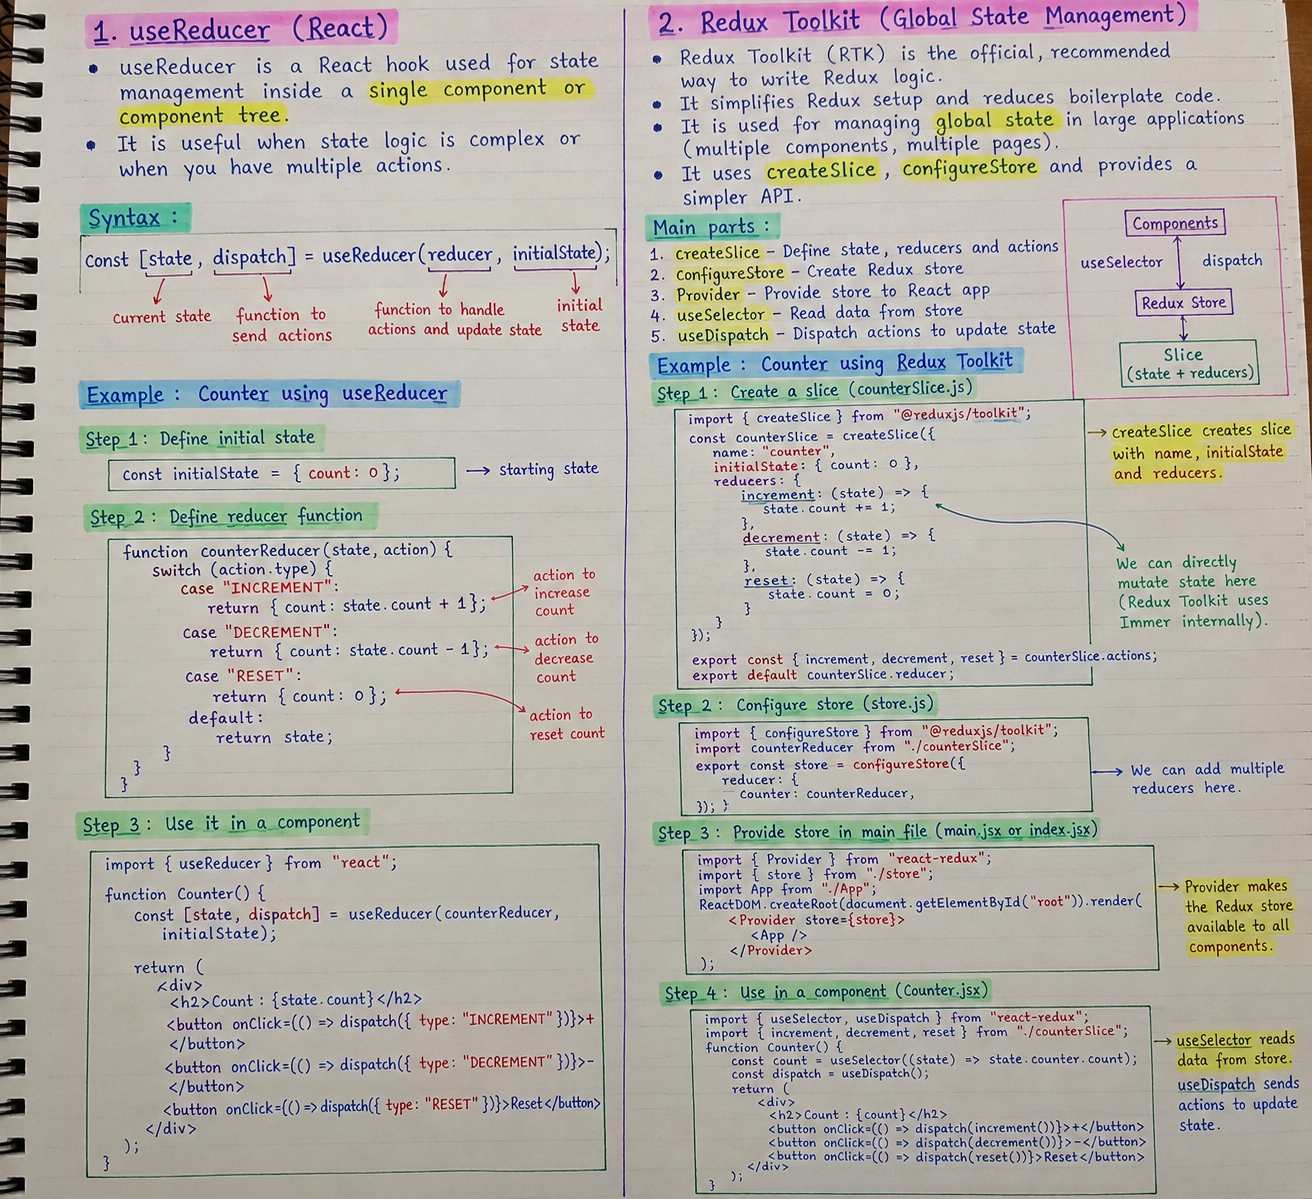 1. useReducer (React)
• useReducer is a React hook used for state
management inside a single component or
component tree.
• It is useful when state logic is complex or
when you have multiple actions.
Syntax :
const [state, dispatch] = useReducer(reducer, initialState);
current state
function to
send actions
function to handle
actions and update state
initial
state
Example : Counter using useReducer
Step 1 : Define initial state
const initialState = { count: 0 };
→ starting state
Step 2 : Define reducer function
function counterReducer(state, action) {
switch (action.type) {
case "INCREMENT":
return { count: state.count + 1};
case "DECREMENT":
return { count: state.count - 1};
case "RESET":
return { count: 0 };
default:
return state;
}
}
}
action to
increase
count
action to
decrease
count
action to
reset count
Step 3 : Use it in a component
import { useReducer } from "react";
function Counter() {
const [state, dispatch] = useReducer(counterReducer,
initialState);
return (
<div>
<h2>Count : {state.count}</h2>
<button onClick={(() => dispatch({ type: "INCREMENT" })}>+
</button>
<button onClick={(() => dispatch({ type: "DECREMENT" })}>-
</button>
<button onClick={(() => dispatch({ type: "RESET" })}>Reset</button>
</div>
);
}
2. Redux Toolkit (Global State Management)
• Redux Toolkit (RTK) is the official, recommended
way to write Redux logic.
• It simplifies Redux setup and reduces boilerplate code.
• It is used for managing global state in large applications
(multiple components, multiple pages).
• It uses createSlice, configureStore and provides a
simpler API.
Main parts :
1. createSlice – Define state, reducers and actions
2. configureStore – Create Redux store
3. Provider – Provide store to React app
4. useSelector – Read data from store
5. useDispatch – Dispatch actions to update state
Components
useSelector dispatch
Redux Store
Slice
(state + reducers)
Example : Counter using Redux Toolkit
Step 1 : Create a slice (counterSlice.js)
import { createSlice } from "@reduxjs/toolkit";
const counterSlice = createSlice({
name: "counter",
initialState: { count: 0 },
reducers: {
increment: (state) => {
state.count += 1;
},
decrement: (state) => {
state.count -= 1;
},
reset: (state) => {
state.count = 0;
}
}
});
export const { increment, decrement, reset } = counterSlice.actions;
export default counterSlice.reducer;
→ createSlice creates slice
with name, initialState
and reducers.
We can directly
mutate state here
(Redux Toolkit uses
Immer internally).
Step 2 : Configure store (store.js)
import { configureStore } from "@reduxjs/toolkit";
import counterReducer from "./counterSlice";
export const store = configureStore({
reducer: {
Counter: counterReducer,
}); }
→ We can add multiple
reducers here.
Step 3 : Provide store in main file (main.jsx or index.jsx)
import { Provider } from "react-redux";
import { store } from "./store";
import App from "./App";
ReactDOM.createRoot(document.getElementById("root")).render(
<Provider store={store}>
<App />
</Provider>
);
→ Provider makes
the Redux store
available to all
components.
Step 4 : Use in a component (Counter.jsx)
import { useSelector, useDispatch } from "react-redux";
import { increment, decrement, reset } from "./counterSlice";
function Counter() {
const count = useSelector((state) => state.counter.count);
const dispatch = useDispatch();
return (
<div>
<h2>Count : {count}</h2>
<button onClick={(() => dispatch(increment())}>+</button>
<button onClick={(() => dispatch(decrement())}>-</button>
<button onClick={(() => dispatch(reset())}>Reset</button>
</div>
);
}
→ useSelector reads
data from store.
useDispatch sends
actions to update
state.